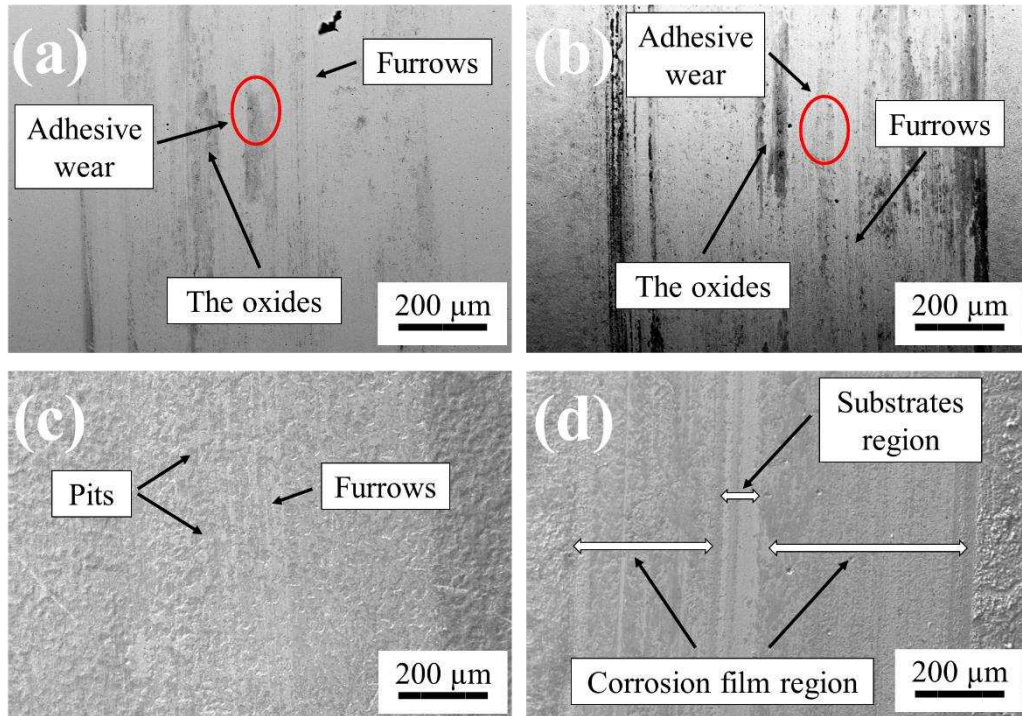 (a)
Furrows
Adhesive
wear
The oxides
200 µm
(b)
Adhesive
wear
Furrows
The oxides
200 µm
(c)
Pits
Furrows
200 µm
(d)
Substrates
region
Corrosion film region
200 µm